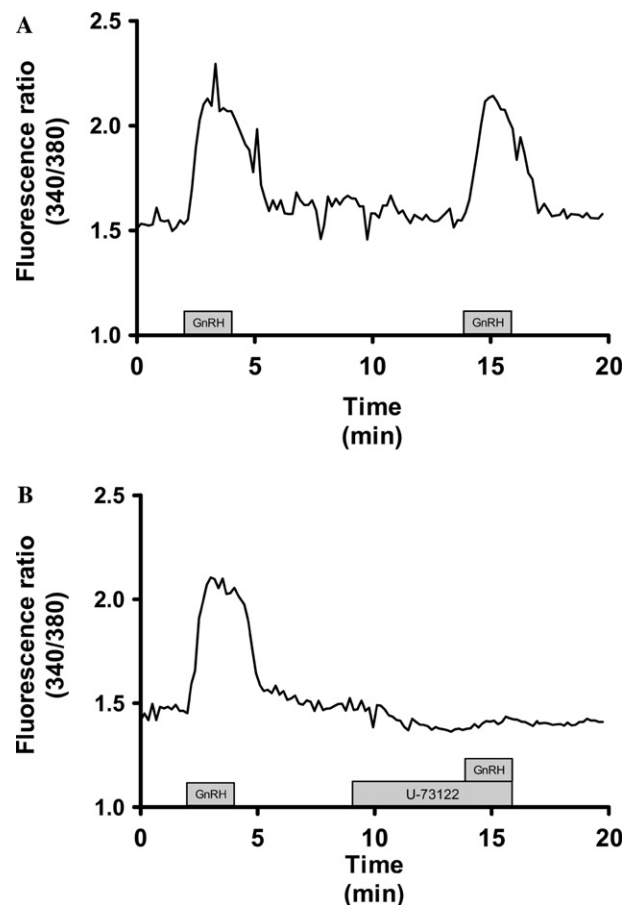 A
Fluorescence ratio
(340/380)
2.5
2.0
1.5
1.0
GnRH
GnRH
0
5
10
15
20
Time
(min)
B
Fluorescence ratio
(340/380)
2.5
2.0
1.5
1.0
GnRH
GnRH
U-73122
0
5
10
15
20
Time
(min)